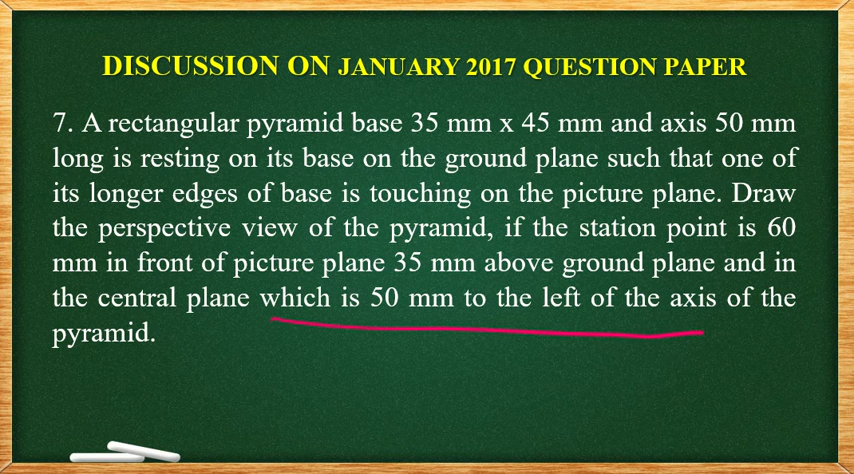 DISCUSSION ON JANUARY 2017 QUESTION PAPER
7. A rectangular pyramid base 35 mm x 45 mm and axis 50 mm
long is resting on its base on the ground plane such that one of
its longer edges of base is touching on the picture plane. Draw
the perspective view of the pyramid, if the station point is 60
mm in front of picture plane 35 mm above ground plane and in
the central plane which is 50 mm to the left of the axis of the
pyramid.